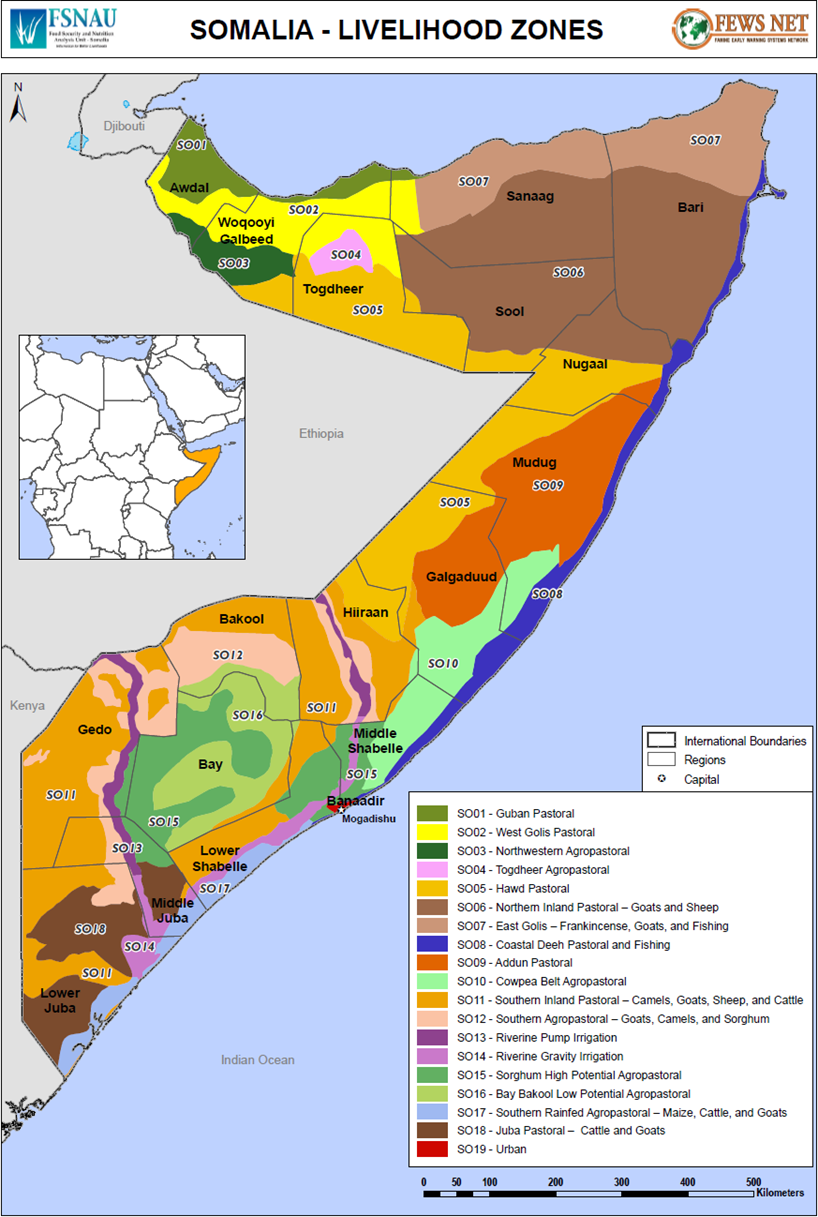 FSNAU
Food Security and Nutrition
Analysis Unit - Somalia
SOMALIA - LIVELIHOOD ZONES
FEWS NET
FAMINE EARLY WARNING SYSTEMS NETWORK
N
Djibouti
SO01
SO07
SO07
Awdal
Sanaag
Bari
SO02
Woqooyi
Galbeed
SO03
SO04
SO06
Togdheer
SO05
Sool
Nugaal
Ethiopia
Mudug
SO09
SO05
Galgaduud
SO08
Hiiraan
Bakool
SO12
SO10
Kenya
SO11
SO16
Gedo
Middle
Shabelle
Bay
SO15
SO11
Banaadir
Mogadishu
SO15
SO13
Lower
Shabelle
SO17
Middle
Juba
SO18
SO14
SO11
Lower
Juba
Indian Ocean
International Boundaries
Regions
Capital
SO01 - Guban Pastoral
SO02 - West Golis Pastoral
SO03 - Northwestern Agropastoral
SO04 - Togdheer Agropastoral
SO05 - Hawd Pastoral
SO06 - Northern Inland Pastoral – Goats and Sheep
SO07 - East Golis – Frankincense, Goats, and Fishing
SO08 - Coastal Deeh Pastoral and Fishing
SO09 - Addun Pastoral
SO10 - Cowpea Belt Agropastoral
SO11 - Southern Inland Pastoral – Camels, Goats, Sheep, and Cattle
SO12 - Southern Agropastoral – Goats, Camels, and Sorghum
SO13 - Riverine Pump Irrigation
SO14 - Riverine Gravity Irrigation
SO15 - Sorghum High Potential Agropastoral
SO16 - Bay Bakool Low Potential Agropastoral
SO17 - Southern Rainfed Agropastoral – Maize, Cattle, and Goats
SO18 - Juba Pastoral – Cattle and Goats
SO19 - Urban
0 50 100 200 300 400 500
Kilometers